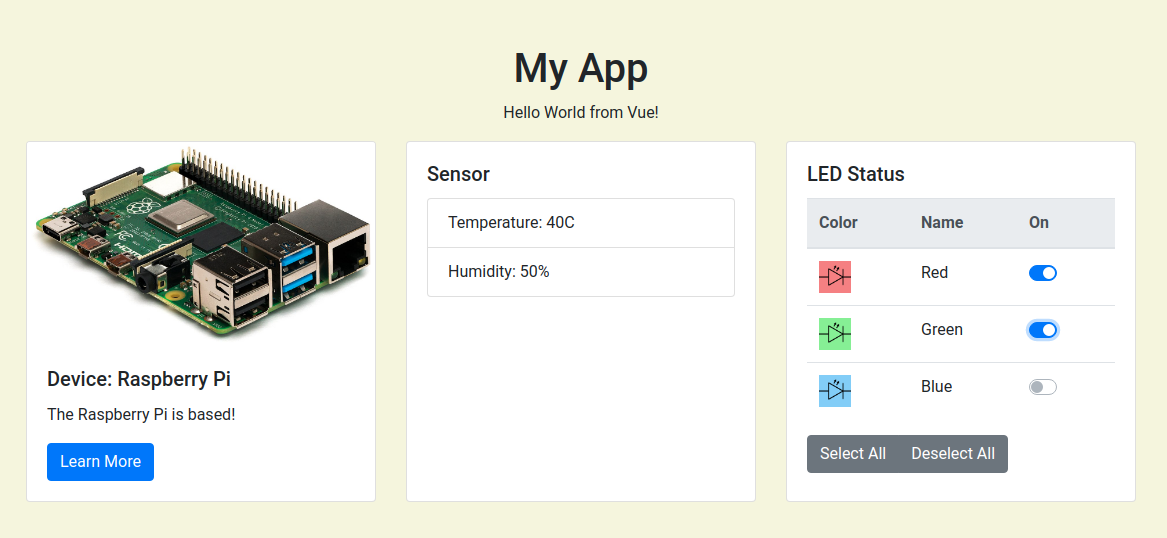 My App
Hello World from Vue!
Device: Raspberry Pi
The Raspberry Pi is based!
Learn More
Sensor
Temperature: 40C
Humidity: 50%
LED Status
Color Name On
Red
Green
Blue
Select All Deselect All